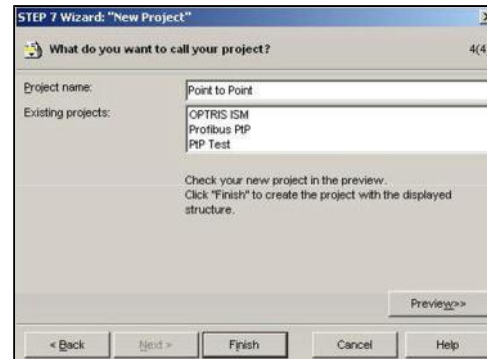 STEP 7 Wizard: "New Project"
What do you want to call your project?
4(4
Project name:
Point to Point
Existing projects:
OPTRIS ISM
Profibus PtP
PtP Test
Check your new project in the preview.
Click "Finish" to create the project with the displayed
structure.
Preview>>
< Back
Next >
Finish
Cancel
Help